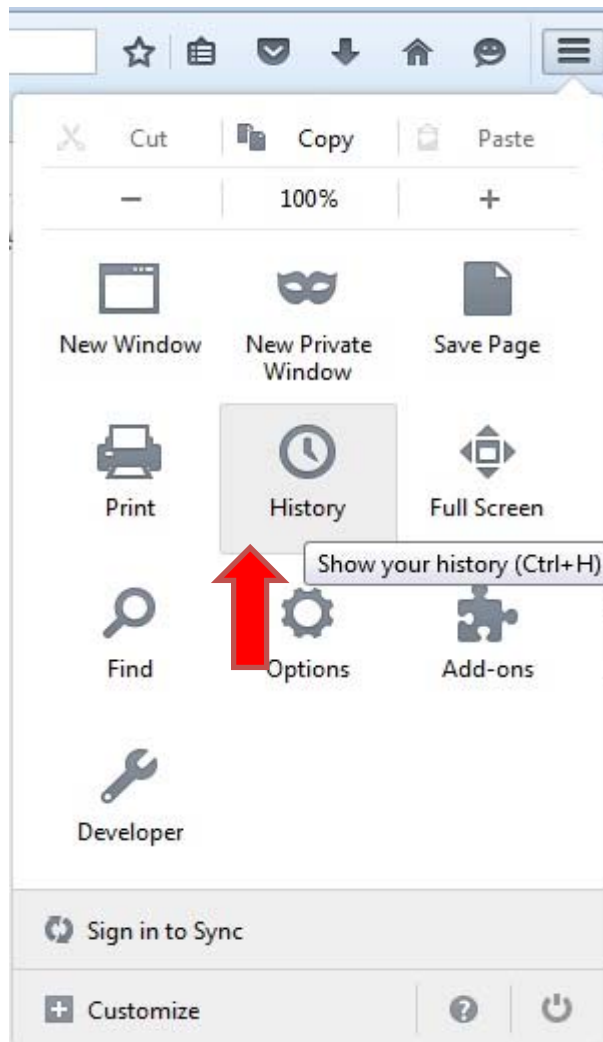 Cut Copy Paste
− 100% +
New Window New Private Window Save Page
Print History Full Screen
Show your history (Ctrl+H)
Find Options Add-ons
Developer
Sign in to Sync
Customize